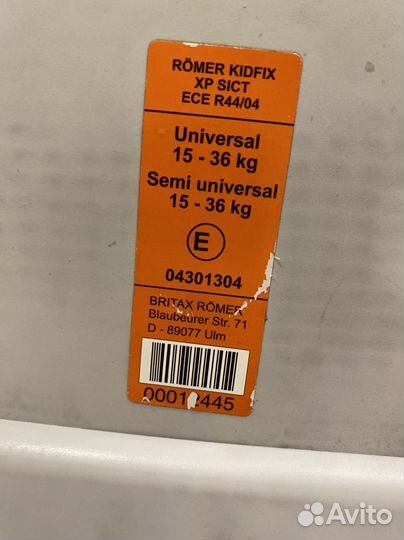 RÖMER KIDFIX
XP SICT
ECE R44/04
Universal
15 - 36 kg
Semi universal
15 - 36 kg
E
04301304
BRITAX RÖMER
Blaubeurer Str. 71
D - 89077 Ulm
00012445
Avito